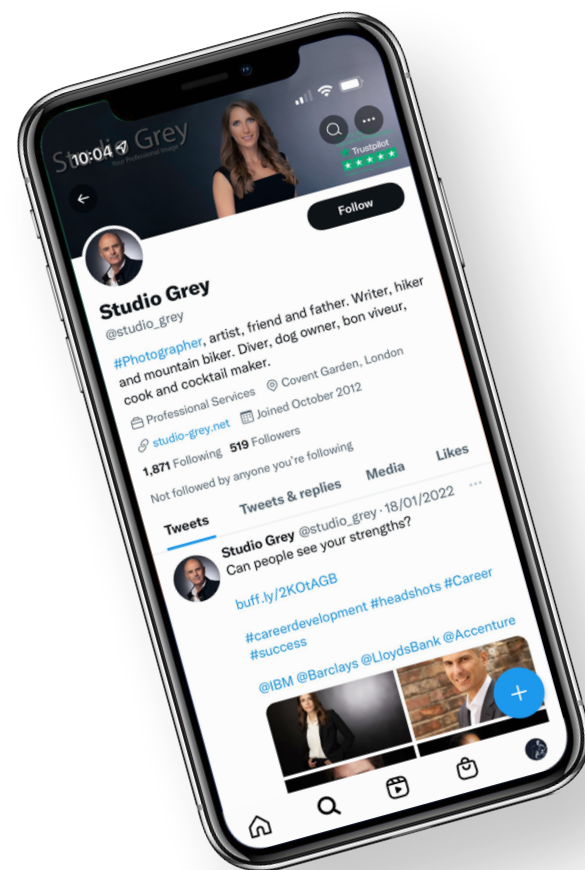 10:04
Studio Grey
Your Professional Image
Trustpilot
Follow
Studio Grey
@studio_grey
#Photographer, artist, friend and father. Writer, hiker
and mountain biker. Diver, dog owner, bon viveur,
cook and cocktail maker.
Professional Services Covent Garden, London
studio-grey.net Joined October 2012
1,871 Following 519 Followers
Not followed by anyone you're following
Tweets Tweets & replies Media Likes
Studio Grey @studio_grey · 18/01/2022
Can people see your strengths?
buff.ly/2KOtAGB
#careerdevelopment #headshots #Career
#success
@IBM @Barclays @LloydsBank @Accenture